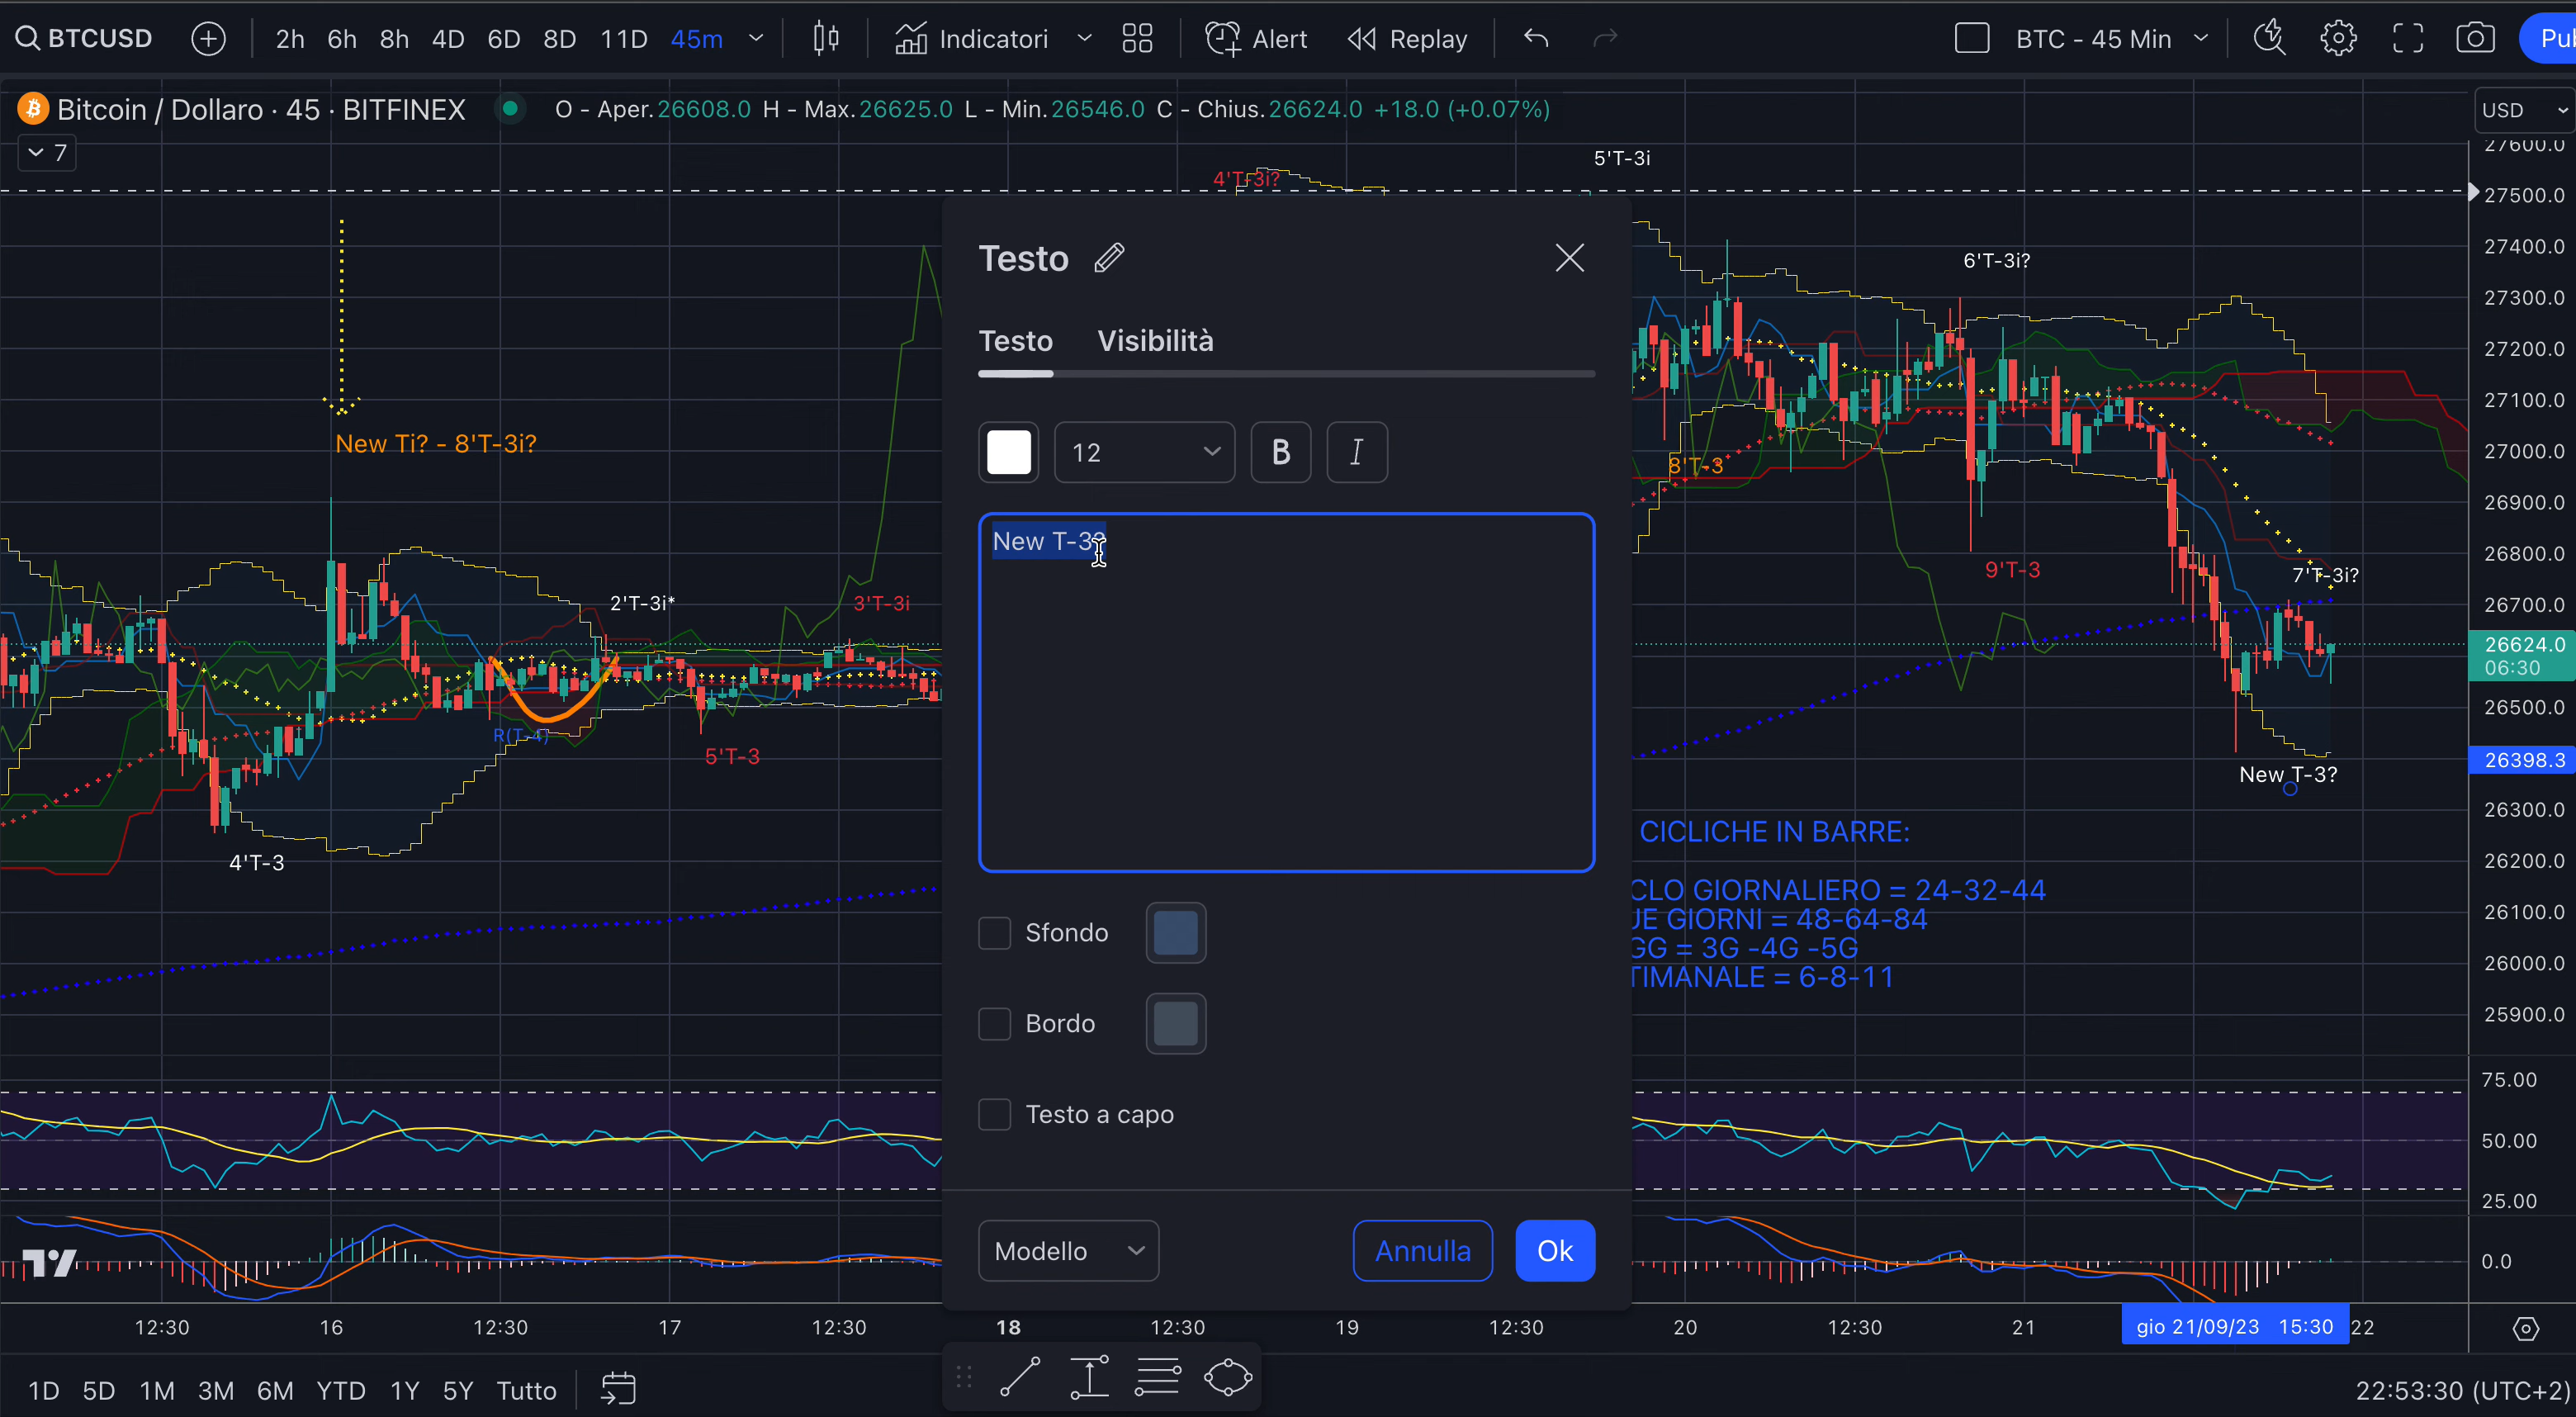 BTCUSD 2h 6h 8h 4D 6D 8D 11D 45m Indicatori Alert Replay BTC - 45 Min
Bitcoin / Dollaro · 45 · BITFINEX O - Aper.26608.0 H - Max.26625.0 L - Min.26546.0 C - Chius.26624.0 +18.0 (+0.07%)
USD
7
27600.0
5'T-3i
4'T-3i?
27500.0
27400.0
6'T-3i?
27300.0
27200.0
27100.0
27000.0
26900.0
26800.0
26700.0
26624.0
06:30
26500.0
26398.3
26300.0
26200.0
26100.0
26000.0
25900.0
New Ti? - 8'T-3i?
2'T-3i*
3'T-3i
R(T-4)
5'T-3
4'T-3
8'T-3
9'T-3
7'T-3i?
New T-3?
CICLICHE IN BARRE:
CLO GIORNALIERO = 24-32-44
UE GIORNI = 48-64-84
GG = 3G -4G -5G
TIMANALE = 6-8-11
Testo
Testo Visibilità
12 B I
New T-3?
Sfondo
Bordo
Testo a capo
Modello Annulla Ok
75.00
50.00
25.00
0.0
12:30 16 12:30 17 12:30 18 12:30 19 12:30 20 12:30 21 gio 21/09/23 15:30 22
1D 5D 1M 3M 6M YTD 1Y 5Y Tutto
22:53:30 (UTC+2)